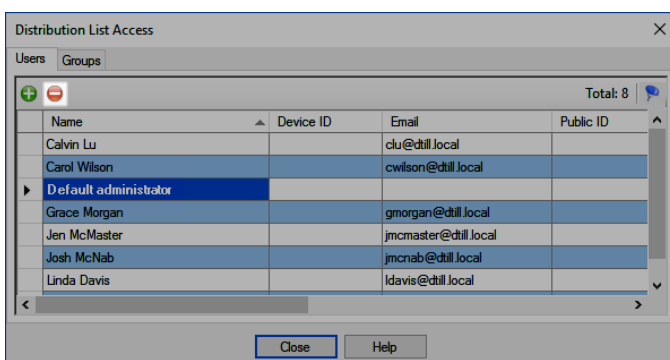 Distribution List Access
Users Groups
Total: 8
Name Device ID Email Public ID
Calvin Lu clu@dtill.local
Carol Wilson cwilson@dtill.local
Default administrator
Grace Morgan gmorgan@dtill.local
Jen McMaster jmcmaster@dtill.local
Josh McNab jmcnab@dtill.local
Linda Davis ldavis@dtill.local
Close Help